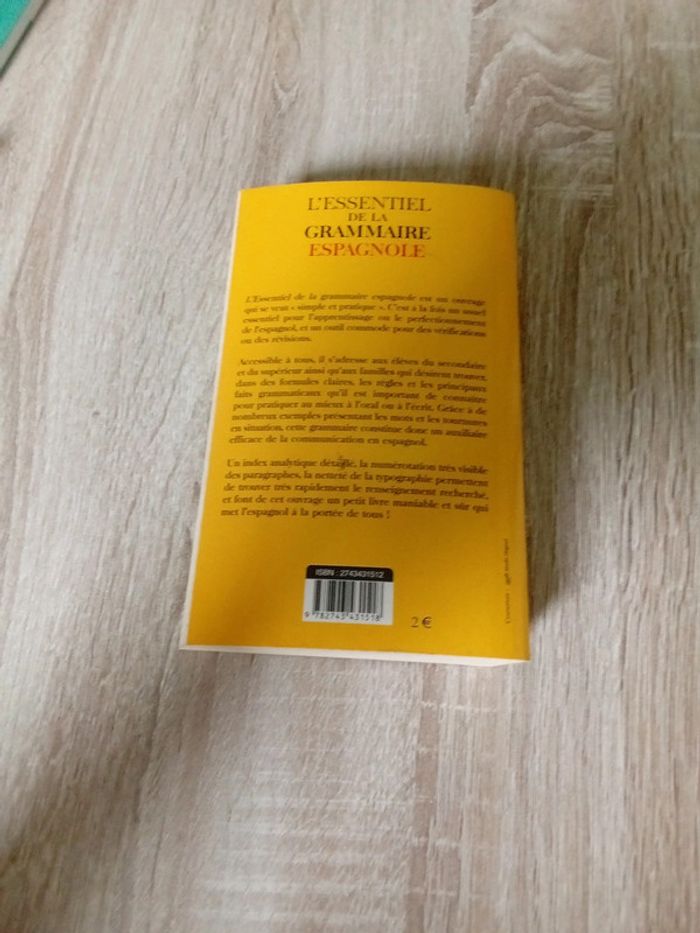 L'ESSENTIEL
DE LA
GRAMMAIRE
ESPAGNOLE
L'Essentiel de la grammaire espagnole est un ouvrage
qui se veut « simple et pratique ». C'est à la fois un usuel
essentiel pour l'apprentissage ou le perfectionnement
de l'espagnol, et un outil commode pour des vérifications
ou des révisions.
Accessible à tous, il s'adresse aux élèves du secondaire
et du supérieur ainsi qu'aux familles qui désirent trouver,
dans des formules claires, les règles et les principaux
faits grammaticaux qu'il est important de connaître
pour pratiquer au mieux à l'oral ou à l'écrit. Grâce à de
nombreux exemples présentant les mots et les tournures
en situation, cette grammaire constitue donc un auxiliaire
efficace de la communication en espagnol.
Un index analytique détaillé, la numérotation très visible
des paragraphes, la netteté de la typographie permettent
de trouver très rapidement le renseignement recherché,
et font de cet ouvrage un petit livre maniable et sûr qui
met l'espagnol à la portée de tous !
ISBN : 2743431512
9 782743 431518
2 €
Couverture :